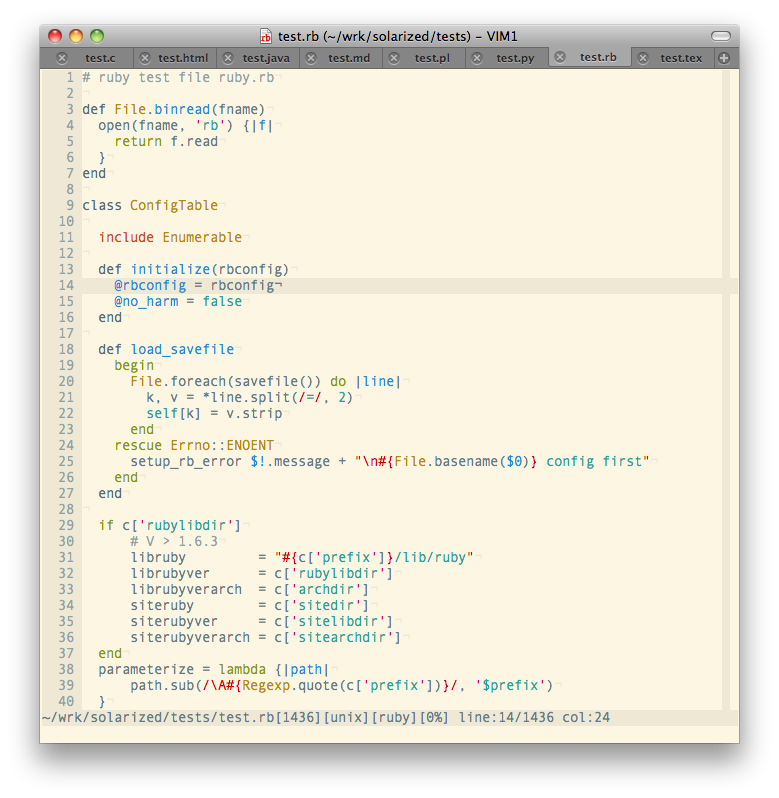 test.rb (~/wrk/solarized/tests) – VIM1
test.c test.html test.java test.md test.pl test.py test.rb test.tex
1 # ruby test file ruby.rb
2
3 def File.binread(fname)
4   open(fname, 'rb') {|f|
5     return f.read
6   }
7 end
8
9 class ConfigTable
10
11   include Enumerable
12
13   def initialize(rbconfig)
14     @rbconfig = rbconfig
15     @no_harm = false
16   end
17
18   def load_savefile
19     begin
20       File.foreach(savefile()) do |line|
21         k, v = *line.split(/=/, 2)
22         self[k] = v.strip
23       end
24     rescue Errno::ENOENT
25       setup_rb_error $!.message + "\n#{File.basename($0)} config first"
26     end
27   end
28
29   if c['rubylibdir']
30       # V > 1.6.3
31       libruby         = "#{c['prefix']}/lib/ruby"
32       librubyver      = c['rubylibdir']
33       librubyverarch  = c['archdir']
34       siteruby        = c['sitedir']
35       siterubyver     = c['sitelibdir']
36       siterubyverarch = c['sitearchdir']
37   end
38   parameterize = lambda {|path|
39       path.sub(/\A#{Regexp.quote(c['prefix'])}/, '$prefix')
40   }
~/wrk/solarized/tests/test.rb[1436][unix][ruby][0%] line:14/1436 col:24